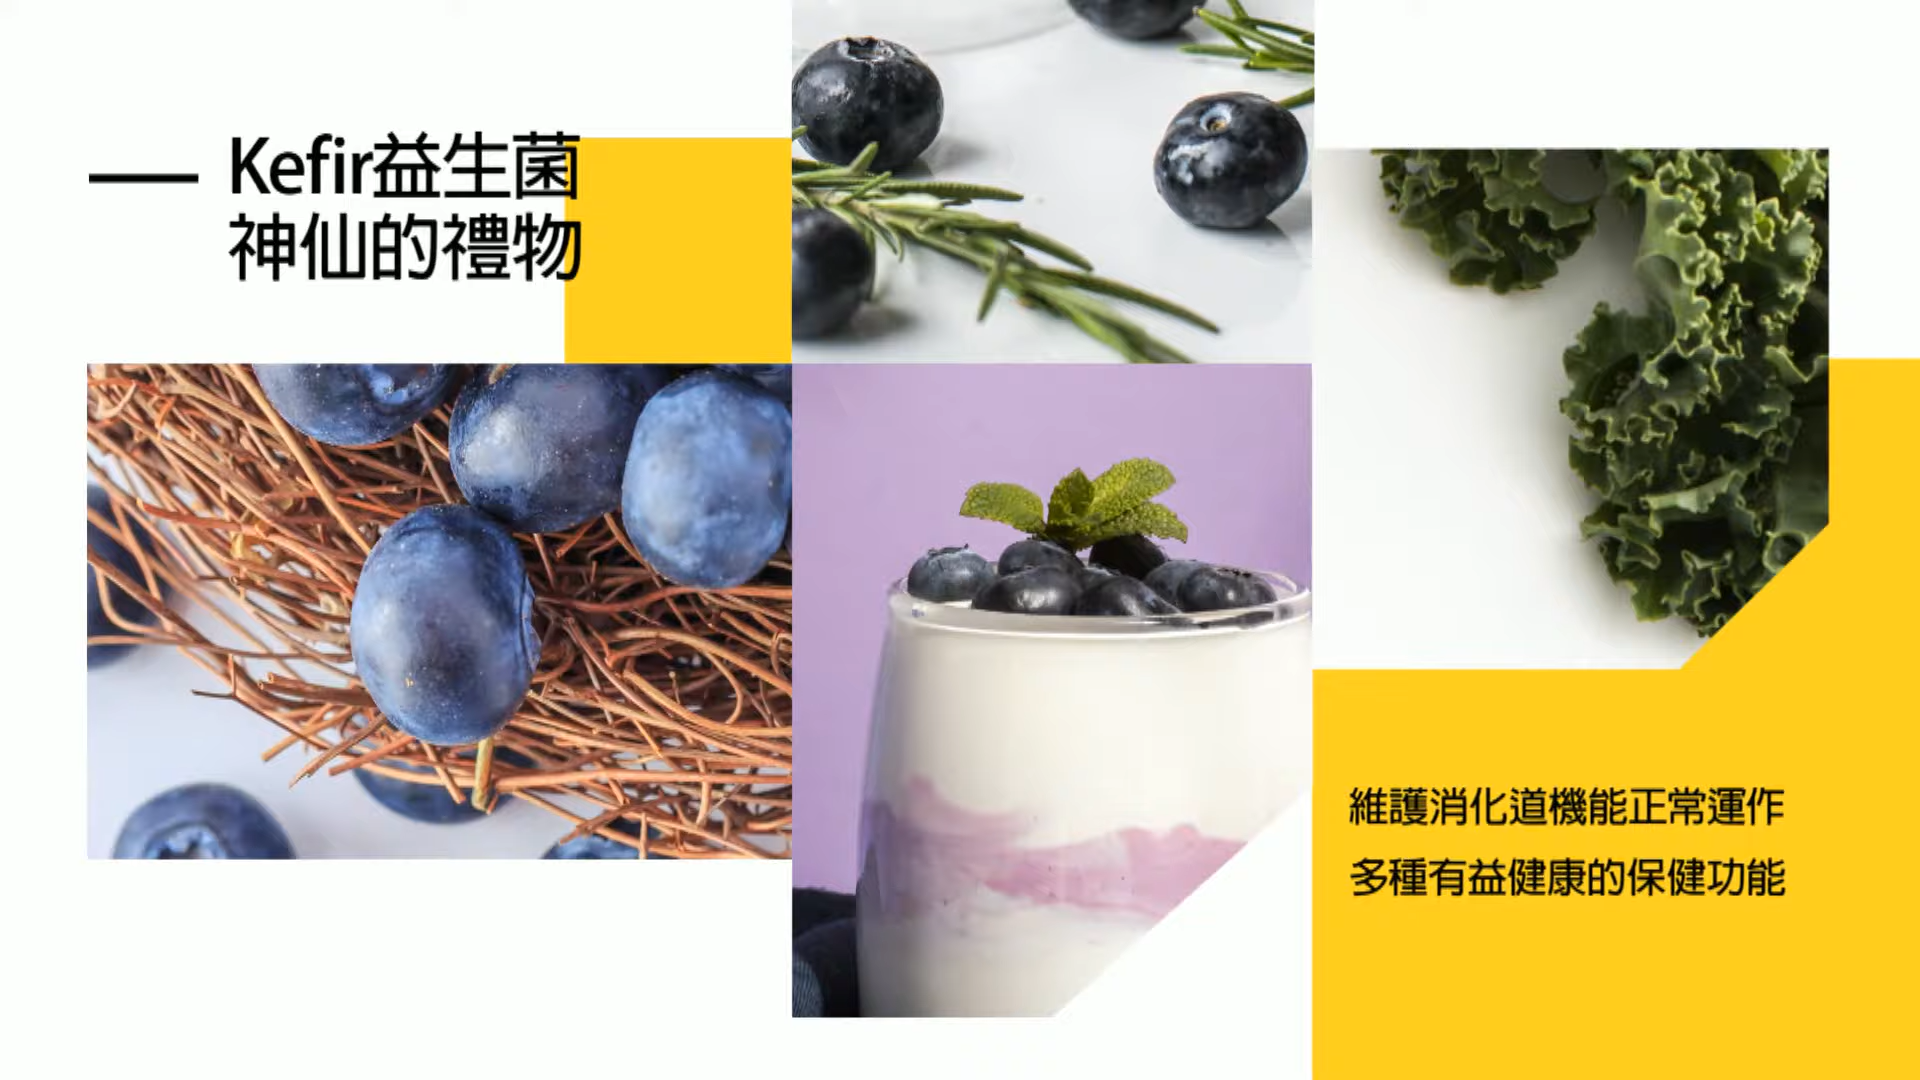 Kefir益生菌
神仙的禮物
維護消化道機能正常運作
多種有益健康的保健功能